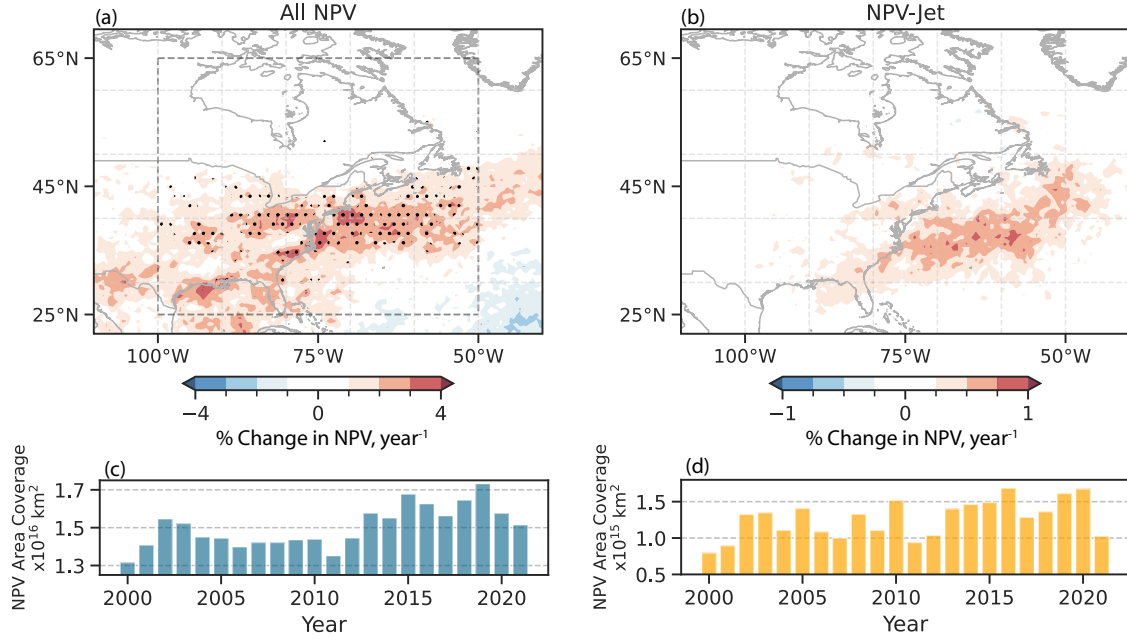 (a)
All NPV
65°N
45°N
25°N
100°W
75°W
50°W
−4
0
4
% Change in NPV, year⁻¹
(b)
NPV-Jet
65°N
45°N
25°N
100°W
75°W
50°W
−1
0
1
% Change in NPV, year⁻¹
(c)
NPV Area Coverage
x10¹⁶ km²
1.7
1.5
1.3
2000
2005
2010
2015
2020
Year
(d)
NPV Area Coverage
x10¹⁵ km²
1.5
1.0
0.5
2000
2005
2010
2015
2020
Year